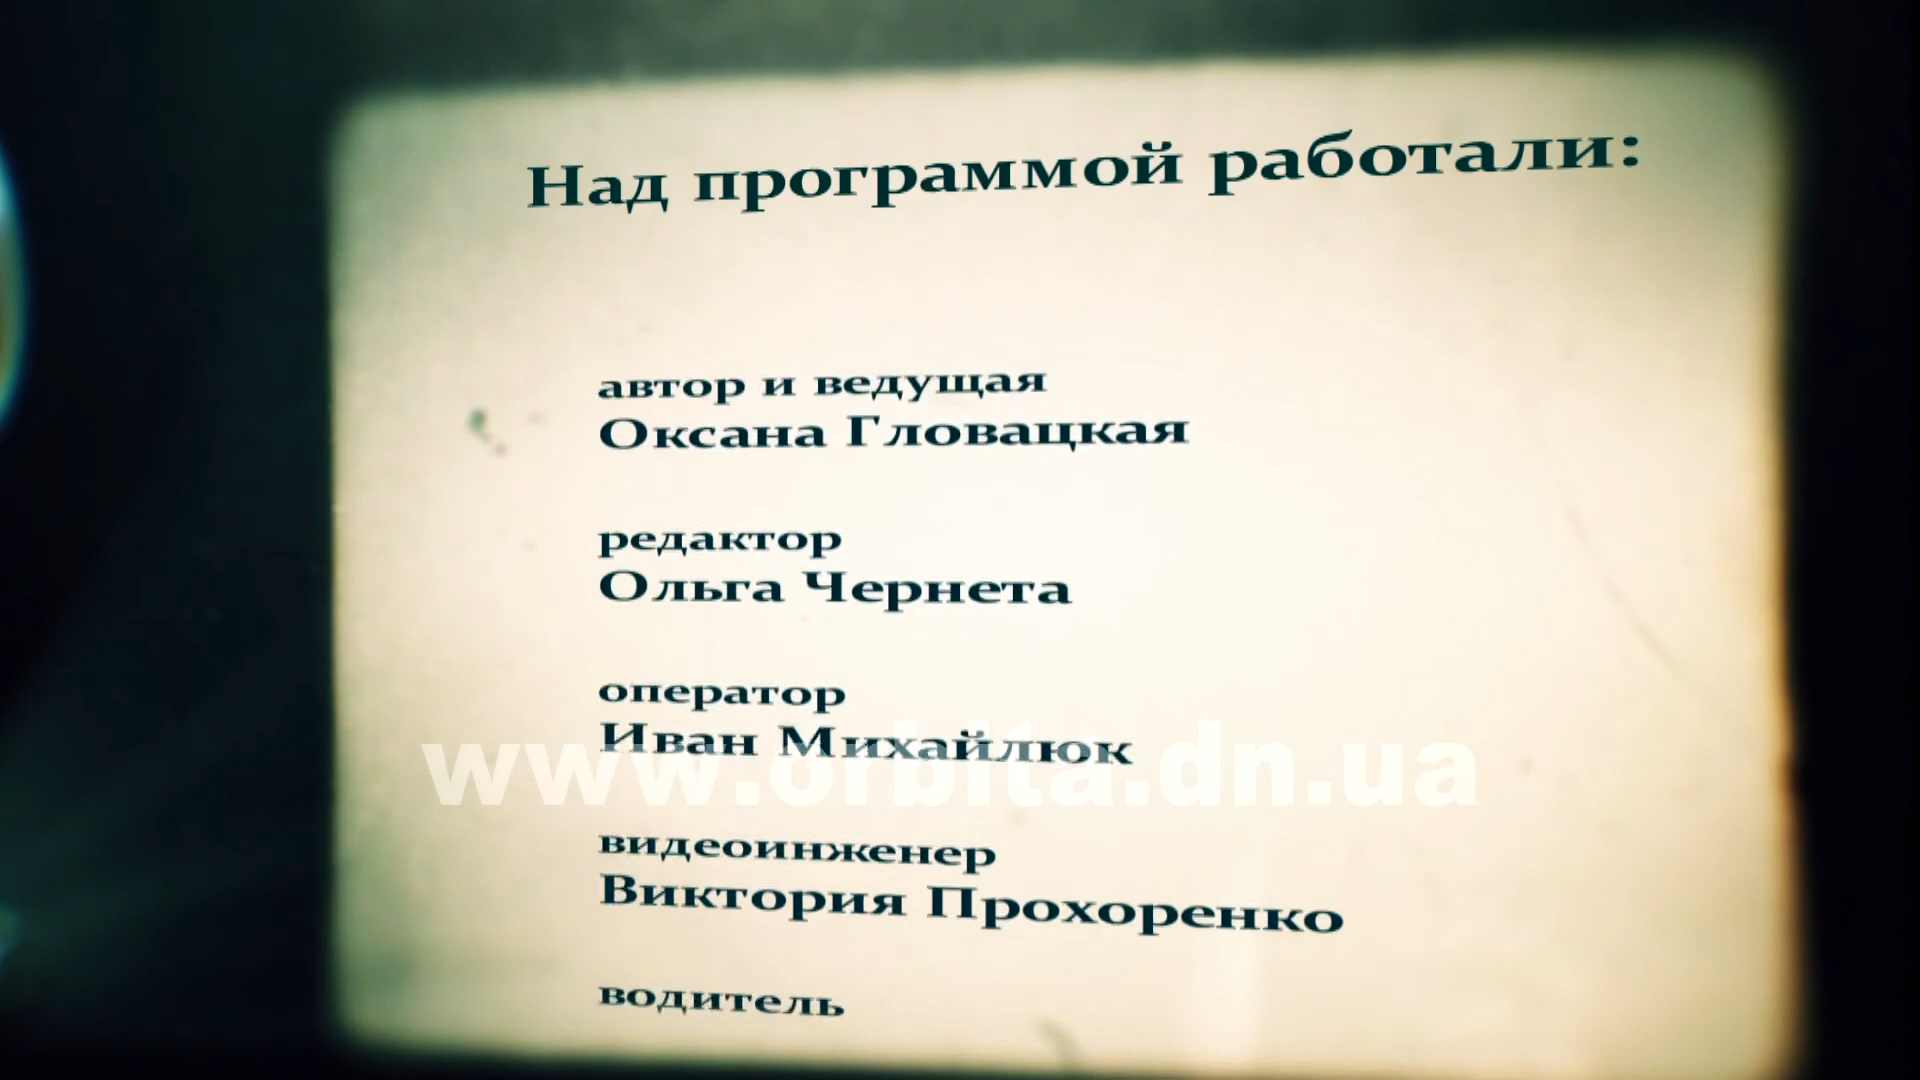 Над программой работали:
автор и ведущая
Оксана Гловацкая
редактор
Ольга Чернета
оператор
Иван Михайлюк
www.orbita.dn.ua
видеоинженер
Виктория Прохоренко
водитель